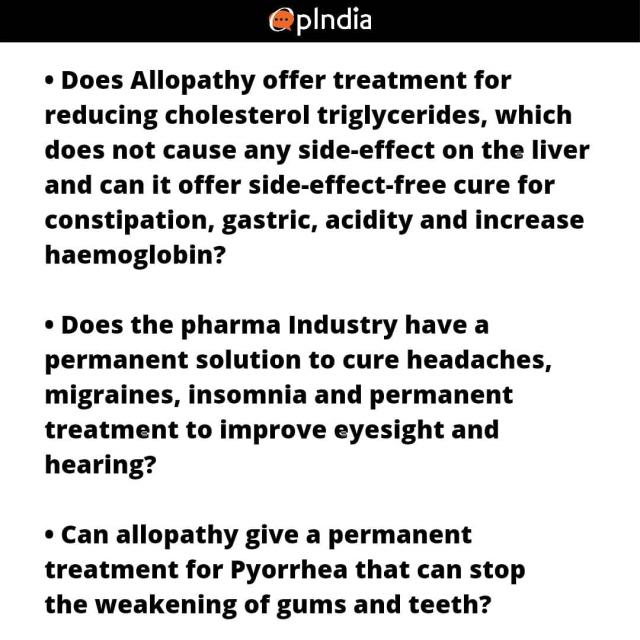 OpIndia
• Does Allopathy offer treatment for
reducing cholesterol triglycerides, which
does not cause any side-effect on the liver
and can it offer side-effect-free cure for
constipation, gastric, acidity and increase
haemoglobin?
• Does the pharma Industry have a
permanent solution to cure headaches,
migraines, insomnia and permanent
treatment to improve eyesight and
hearing?
• Can allopathy give a permanent
treatment for Pyorrhea that can stop
the weakening of gums and teeth?